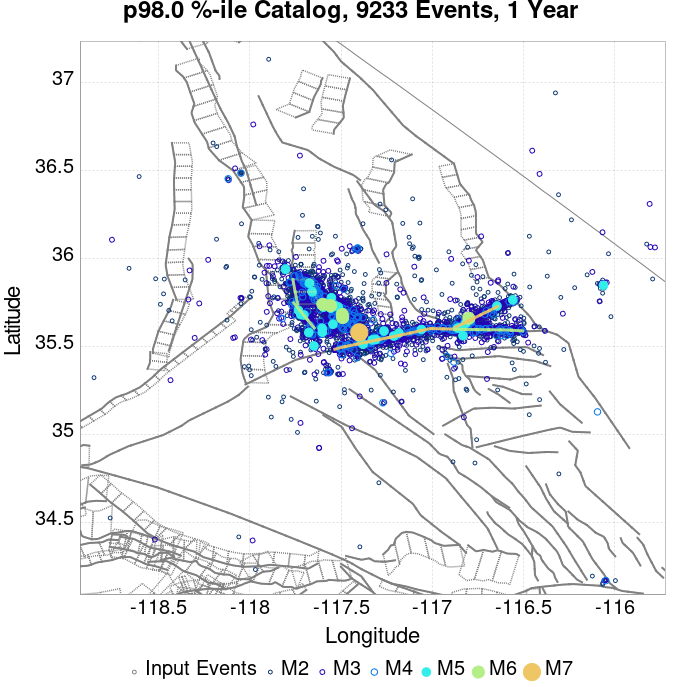 p98.0 %-ile Catalog, 9233 Events, 1 Year
37
36.5
36
35.5
35
34.5
Latitude
-118.5 -118 -117.5 -117 -116.5 -116
Longitude
Input Events M2 M3 M4 M5 M6 M7